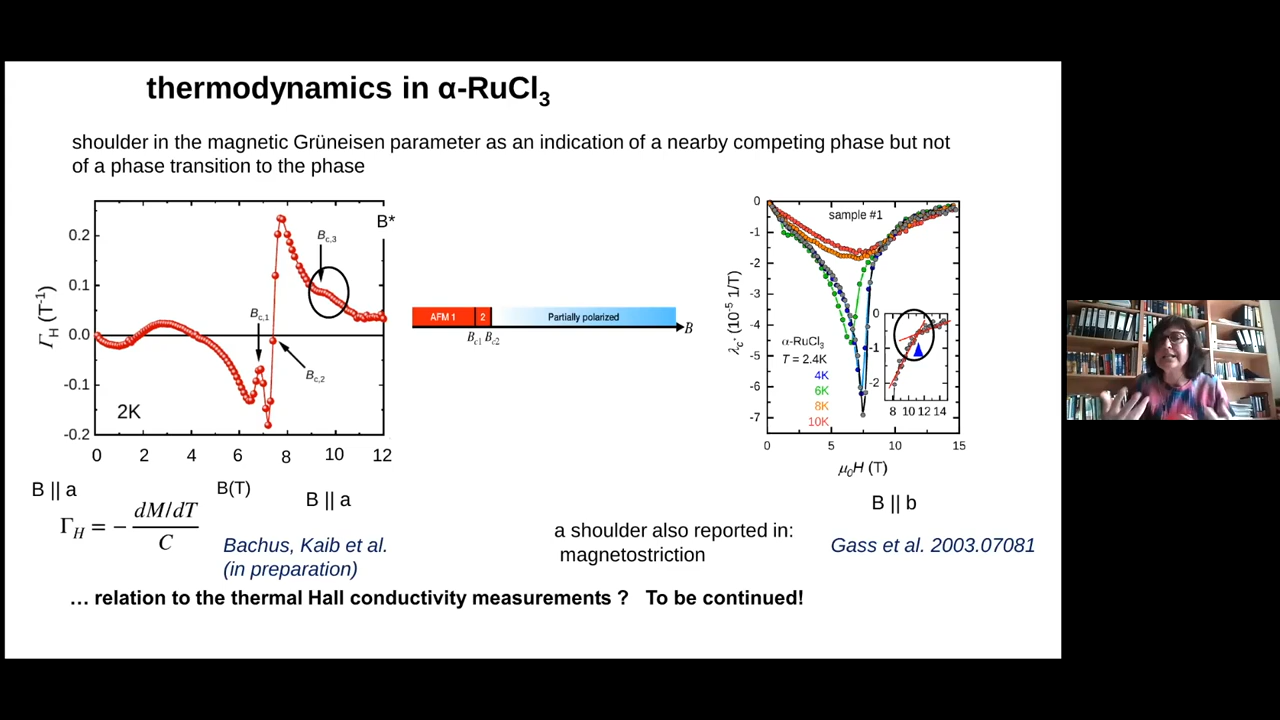 thermodynamics in α-RuCl3
shoulder in the magnetic Grüneisen parameter as an indication of a nearby competing phase but not
of a phase transition to the phase
0.2
0.1
0.0
-0.1
-0.2
ΓH (T-1)
B*
Bc,3
Bc,1
Bc,2
2K
0 2 4 6 8 10 12
B(T)
B || a
B || a
ΓH = − dM/dT
C
Bachus, Kaib et al.
(in preparation)
AFM 1 2 Partially polarized
B
Bc1 Bc2
0
-1
-2
-3
-4
-5
-6
-7
λc' (10-5 1/T)
sample #1
α-RuCl3
T = 2.4K
4K
6K
8K
10K
0
-1
-2
8 10 12 14
0 5 10 15
μ0H (T)
B || b
a shoulder also reported in:
magnetostriction
Gass et al. 2003.07081
… relation to the thermal Hall conductivity measurements ? To be continued!